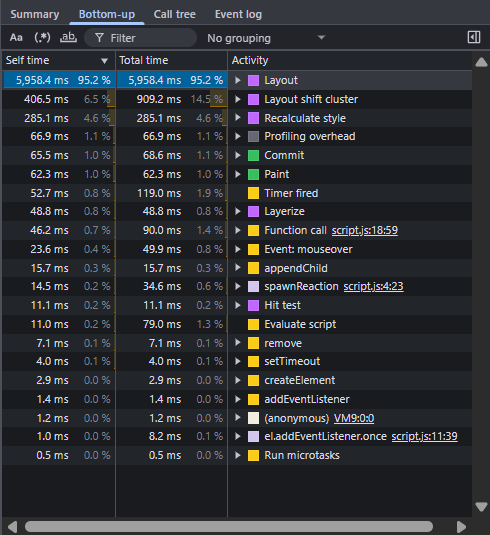 Summary Bottom-up Call tree Event log
Aa (.*) ab Filter No grouping
Self time Total time Activity
5,958.4 ms 95.2 % 5,958.4 ms 95.2 % Layout
406.5 ms 6.5 % 909.2 ms 14.5 % Layout shift cluster
285.1 ms 4.6 % 285.1 ms 4.6 % Recalculate style
66.9 ms 1.1 % 66.9 ms 1.1 % Profiling overhead
65.5 ms 1.0 % 68.6 ms 1.1 % Commit
62.3 ms 1.0 % 62.3 ms 1.0 % Paint
52.7 ms 0.8 % 119.0 ms 1.9 % Timer fired
48.8 ms 0.8 % 48.8 ms 0.8 % Layerize
46.2 ms 0.7 % 90.0 ms 1.4 % Function call script.js:18:59
23.6 ms 0.4 % 49.9 ms 0.8 % Event: mouseover
15.7 ms 0.3 % 15.7 ms 0.3 % appendChild
14.5 ms 0.2 % 34.6 ms 0.6 % spawnReaction script.js:4:23
11.1 ms 0.2 % 11.1 ms 0.2 % Hit test
11.0 ms 0.2 % 79.0 ms 1.3 % Evaluate script
7.1 ms 0.1 % 7.1 ms 0.1 % remove
4.0 ms 0.1 % 4.0 ms 0.1 % setTimeout
2.9 ms 0.0 % 2.9 ms 0.0 % createElement
1.4 ms 0.0 % 1.4 ms 0.0 % addEventListener
1.2 ms 0.0 % 1.2 ms 0.0 % (anonymous) VM9:0:0
1.0 ms 0.0 % 8.2 ms 0.1 % el.addEventListener.once script.js:11:39
0.5 ms 0.0 % 0.5 ms 0.0 % Run microtasks